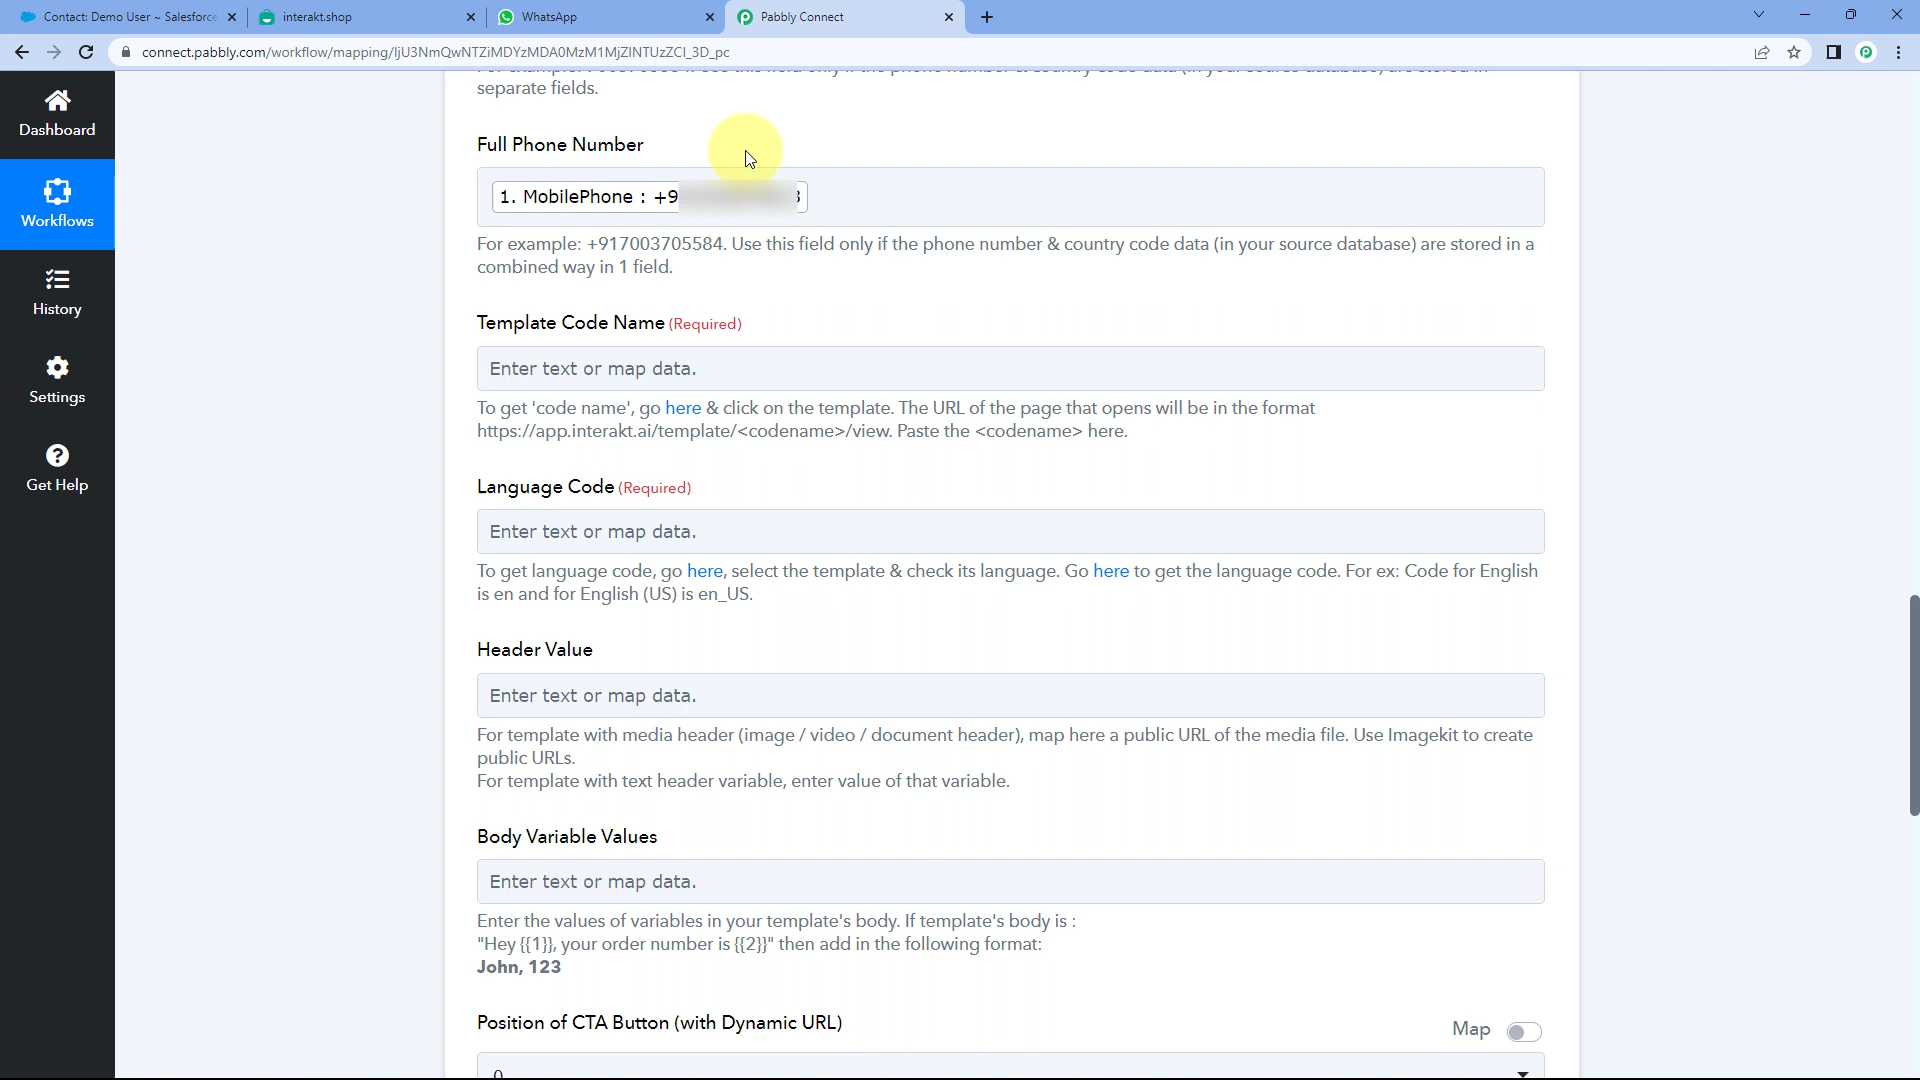 Contact: Demo User ~ Salesforce
interakt.shop
WhatsApp
Pabbly Connect
connect.pabbly.com/workflow/mapping/IjU3NmQwNTZiMDYzMDA0MzM1MjZlNTUzZCI_3D_pc
separate fields.
Dashboard
Workflows
History
Settings
Get Help
Full Phone Number
1. MobilePhone : +9 3
For example: +917003705584. Use this field only if the phone number & country code data (in your source database) are stored in a
combined way in 1 field.
Template Code Name (Required)
Enter text or map data.
To get 'code name', go here & click on the template. The URL of the page that opens will be in the format
https://app.interakt.ai/template/<codename>/view. Paste the <codename> here.
Language Code (Required)
Enter text or map data.
To get language code, go here, select the template & check its language. Go here to get the language code. For ex: Code for English
is en and for English (US) is en_US.
Header Value
Enter text or map data.
For template with media header (image / video / document header), map here a public URL of the media file. Use Imagekit to create
public URLs.
For template with text header variable, enter value of that variable.
Body Variable Values
Enter text or map data.
Enter the values of variables in your template's body. If template's body is :
"Hey {{1}}, your order number is {{2}}" then add in the following format:
John, 123
Position of CTA Button (with Dynamic URL)
Map
0